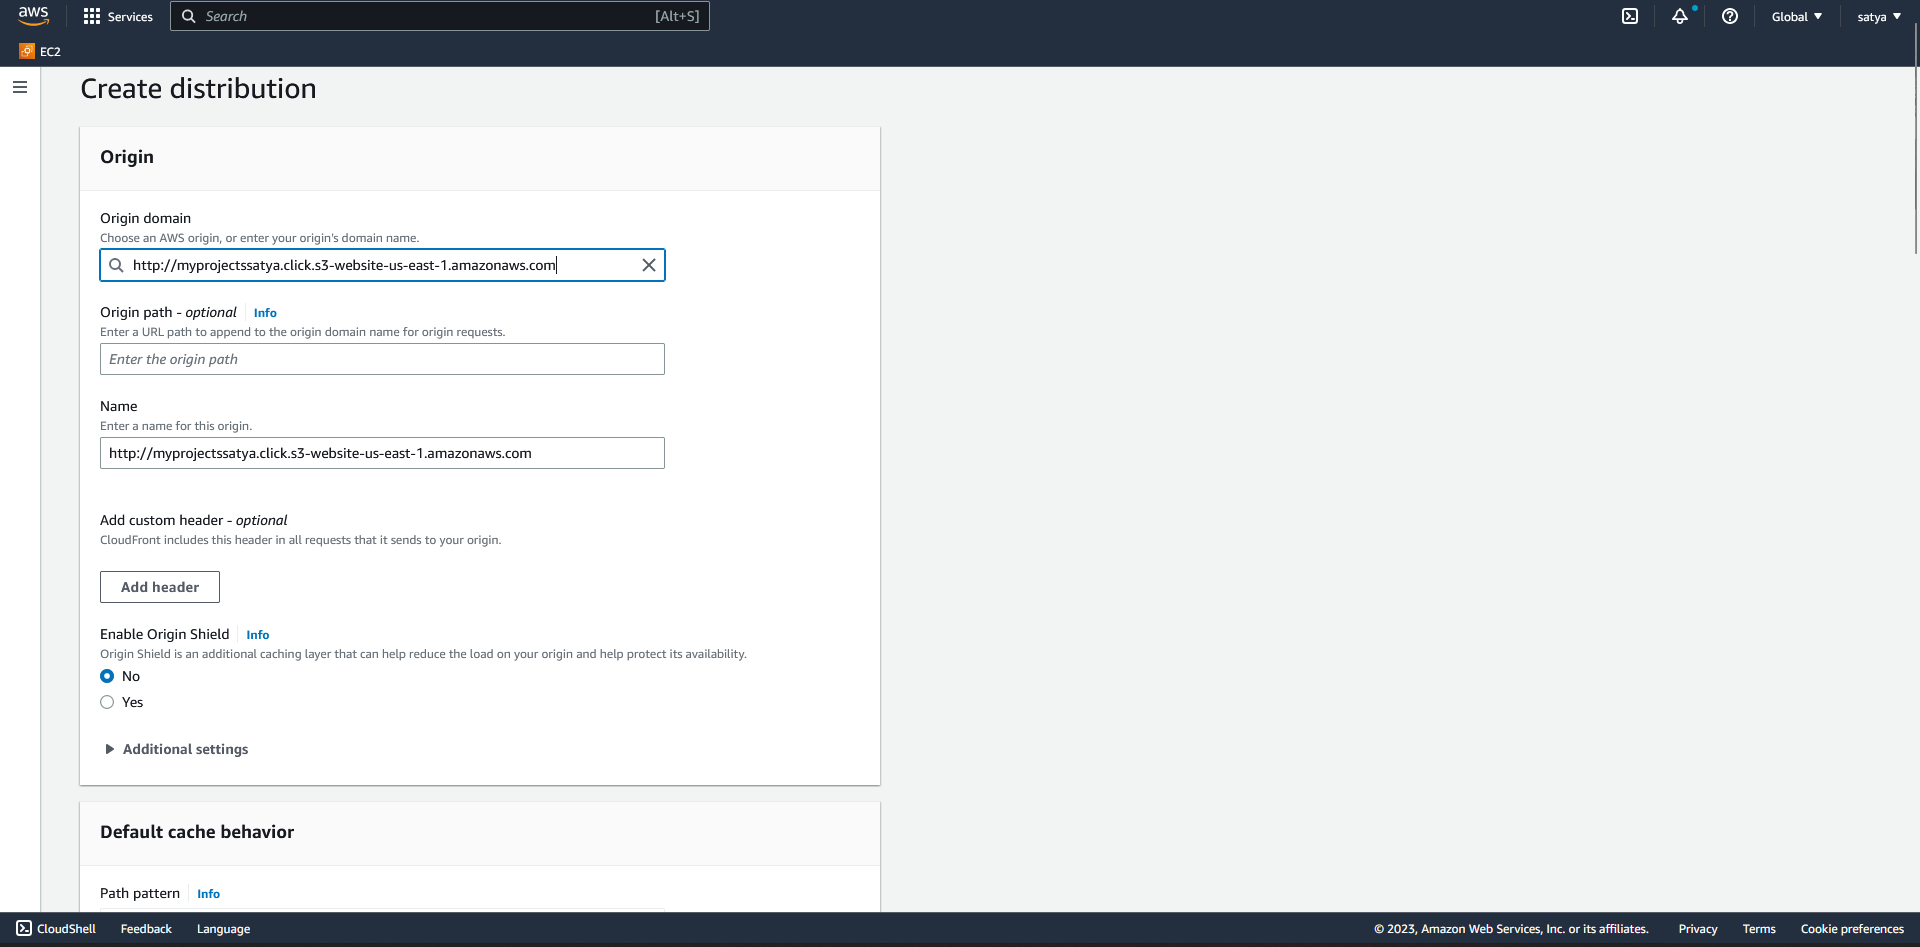 aws
Services
Search
[Alt+S]
Global
satya
EC2
Create distribution
Origin
Origin domain
Choose an AWS origin, or enter your origin's domain name.
http://myprojectssatya.click.s3-website-us-east-1.amazonaws.com
Origin path - optional
Info
Enter a URL path to append to the origin domain name for origin requests.
Enter the origin path
Name
Enter a name for this origin.
http://myprojectssatya.click.s3-website-us-east-1.amazonaws.com
Add custom header - optional
CloudFront includes this header in all requests that it sends to your origin.
Add header
Enable Origin Shield
Info
Origin Shield is an additional caching layer that can help reduce the load on your origin and help protect its availability.
No
Yes
Additional settings
Default cache behavior
Path pattern
Info
CloudShell
Feedback
Language
© 2023, Amazon Web Services, Inc. or its affiliates.
Privacy
Terms
Cookie preferences